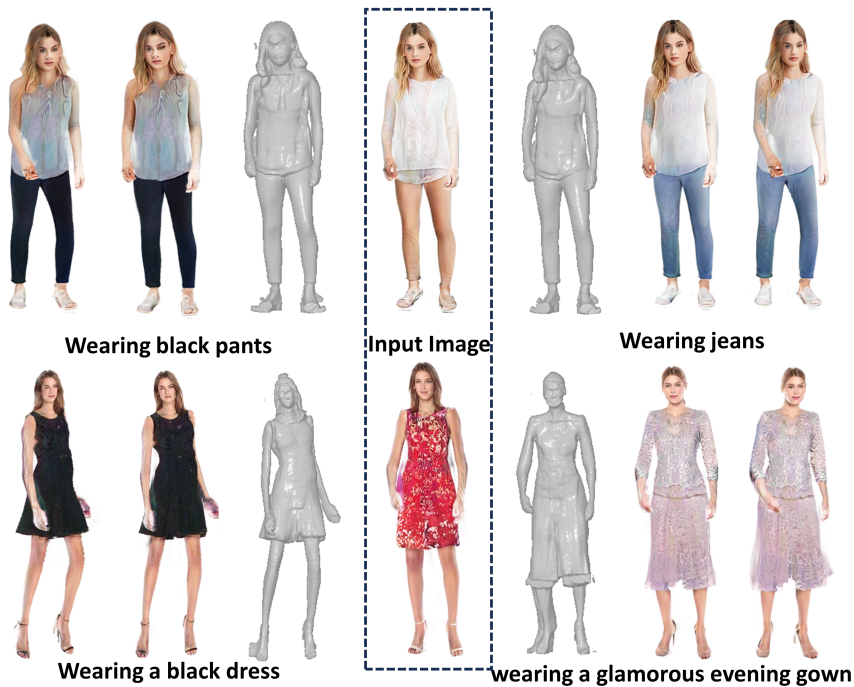 Wearing black pants
Input Image
Wearing jeans
Wearing a black dress
wearing a glamorous evening gown